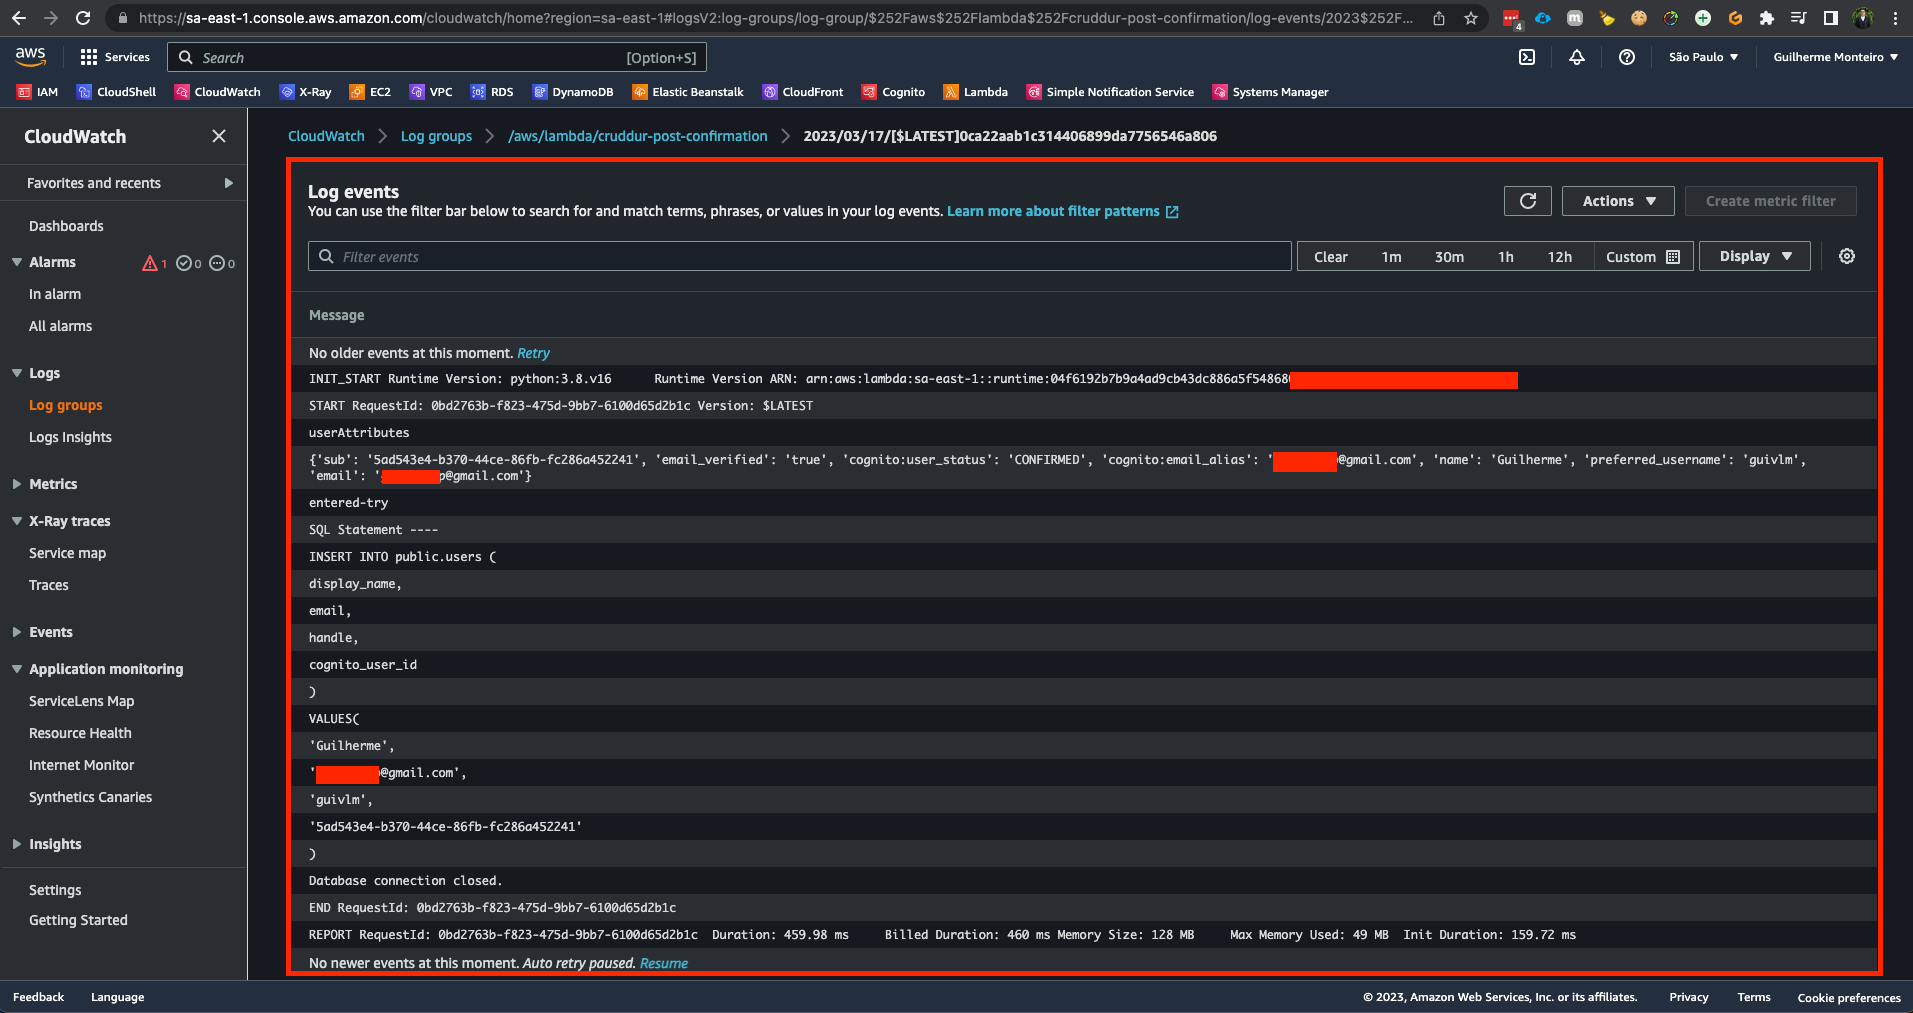 https://sa-east-1.console.aws.amazon.com/cloudwatch/home?region=sa-east-1#logsV2:log-groups/log-group/$252Faws$252Flambda$252Fcruddur-post-confirmation/log-events/2023$252F...
4
aws
Services
Search
[Option+S]
São Paulo
Guilherme Monteiro
IAM
CloudShell
CloudWatch
X-Ray
EC2
VPC
RDS
DynamoDB
Elastic Beanstalk
CloudFront
Cognito
Lambda
Simple Notification Service
Systems Manager
CloudWatch
Favorites and recents
Dashboards
Alarms
1
0
0
In alarm
All alarms
Logs
Log groups
Logs Insights
Metrics
X-Ray traces
Service map
Traces
Events
Application monitoring
ServiceLens Map
Resource Health
Internet Monitor
Synthetics Canaries
Insights
Settings
Getting Started
CloudWatch
Log groups
/aws/lambda/cruddur-post-confirmation
2023/03/17/[$LATEST]0ca22aab1c314406899da7756546a806
Log events
You can use the filter bar below to search for and match terms, phrases, or values in your log events. Learn more about filter patterns
Actions
Create metric filter
Filter events
Clear
1m
30m
1h
12h
Custom
Display
Message
No older events at this moment. Retry
INIT_START Runtime Version: python:3.8.v16 Runtime Version ARN: arn:aws:lambda:sa-east-1::runtime:04f6192b7b9a4ad9cb43dc886a5f54868
START RequestId: 0bd2763b-f823-475d-9bb7-6100d65d2b1c Version: $LATEST
userAttributes
{'sub': '5ad543e4-b370-44ce-86fb-fc286a452241', 'email_verified': 'true', 'cognito:user_status': 'CONFIRMED', 'cognito:email_alias': '@gmail.com', 'name': 'Guilherme', 'preferred_username': 'guivlm',
'email': 'p@gmail.com'}
entered-try
SQL Statement ----
INSERT INTO public.users (
display_name,
email,
handle,
cognito_user_id
)
VALUES(
'Guilherme',
'@gmail.com',
'guivlm',
'5ad543e4-b370-44ce-86fb-fc286a452241'
)
Database connection closed.
END RequestId: 0bd2763b-f823-475d-9bb7-6100d65d2b1c
REPORT RequestId: 0bd2763b-f823-475d-9bb7-6100d65d2b1c Duration: 459.98 ms Billed Duration: 460 ms Memory Size: 128 MB Max Memory Used: 49 MB Init Duration: 159.72 ms
No newer events at this moment. Auto retry paused. Resume
Feedback
Language
© 2023, Amazon Web Services, Inc. or its affiliates.
Privacy
Terms
Cookie preferences